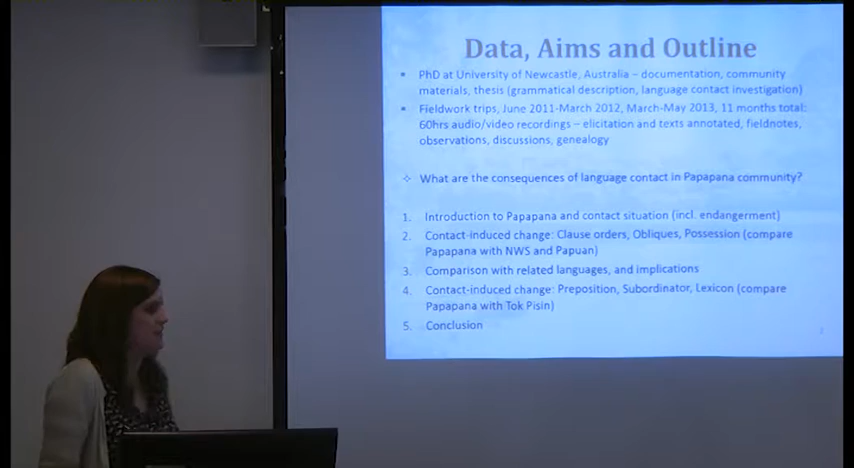 Data, Aims and Outline
▪ PhD at University of Newcastle, Australia – documentation, community
materials, thesis (grammatical description, language contact investigation)
▪ Fieldwork trips, June 2011-March 2012, March-May 2013, 11 months total:
60hrs audio/video recordings – elicitation and texts annotated, fieldnotes,
observations, discussions, genealogy
✧ What are the consequences of language contact in Papapana community?
1. Introduction to Papapana and contact situation (incl. endangerment)
2. Contact-induced change: Clause orders, Obliques, Possession (compare
Papapana with NWS and Papuan)
3. Comparison with related languages, and implications
4. Contact-induced change: Preposition, Subordinator, Lexicon (compare
Papapana with Tok Pisin)
5. Conclusion